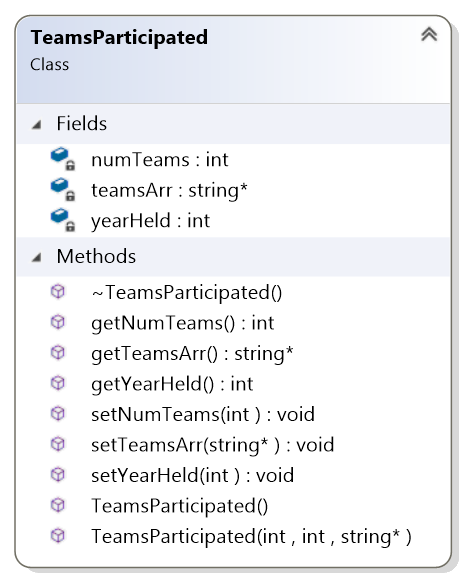 TeamsParticipated
Class
Fields
numTeams : int
teamsArr : string*
yearHeld : int
Methods
~TeamsParticipated()
getNumTeams() : int
getTeamsArr() : string*
getYearHeld() : int
setNumTeams(int ) : void
setTeamsArr(string* ) : void
setYearHeld(int ) : void
TeamsParticipated()
TeamsParticipated(int , int , string* )